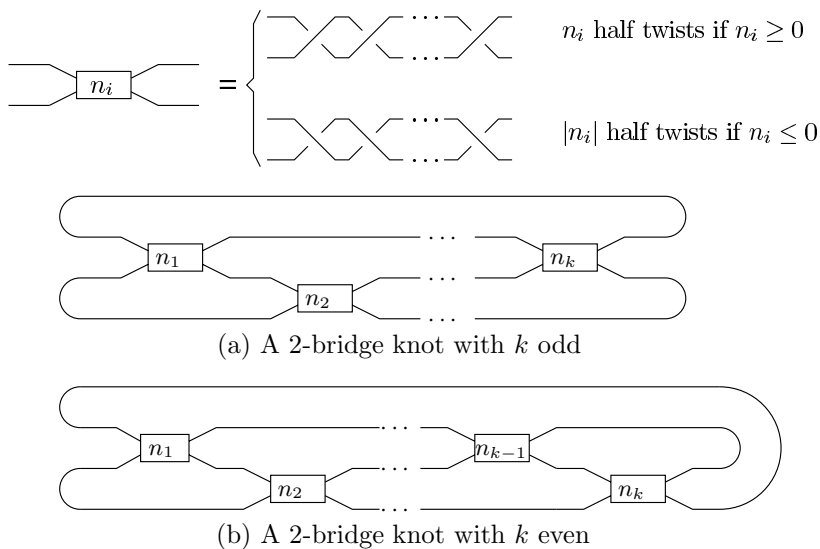 n_i = { ··· ··· n_i half twists if n_i ≥ 0
··· ··· |n_i| half twists if n_i ≤ 0
n_1 n_2 ··· ··· ··· n_k
(a) A 2-bridge knot with k odd
n_1 n_2 ··· ··· ··· n_{k−1} n_k
(b) A 2-bridge knot with k even